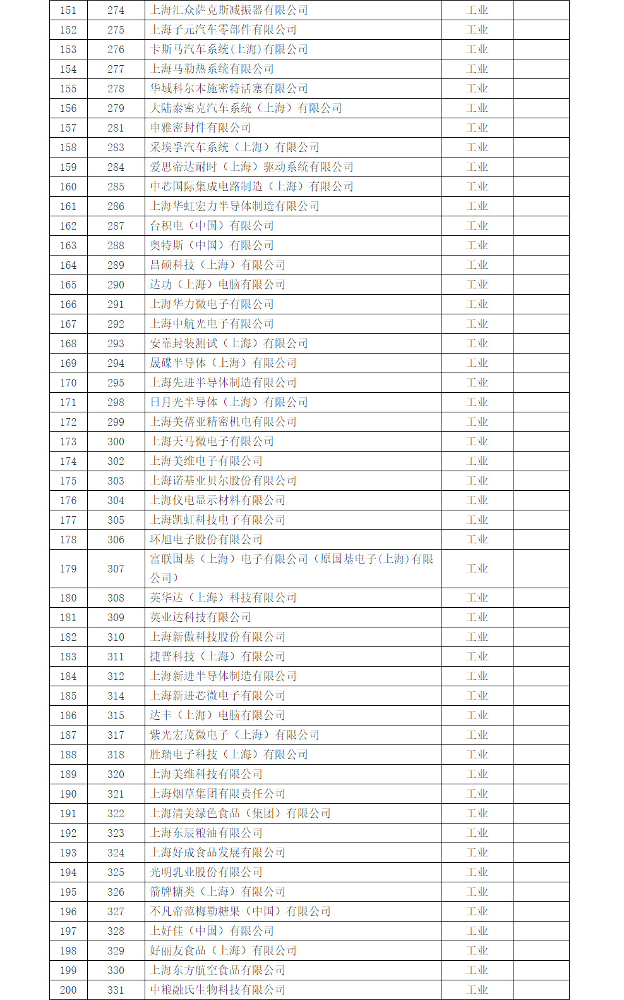 151 274 上海汇众萨克斯减振器有限公司 工业
152 275 上海子元汽车零部件有限公司 工业
153 276 卡斯马汽车系统(上海)有限公司 工业
154 277 上海马勒热系统有限公司 工业
155 278 华域科尔本施密特活塞有限公司 工业
156 279 大陆泰密克汽车系统（上海）有限公司 工业
157 281 申雅密封件有限公司 工业
158 283 采埃孚汽车系统（上海）有限公司 工业
159 284 爱思帝达耐时（上海）驱动系统有限公司 工业
160 285 中芯国际集成电路制造（上海）有限公司 工业
161 286 上海华虹宏力半导体制造有限公司 工业
162 287 台积电（中国）有限公司 工业
163 288 奥特斯（中国）有限公司 工业
164 289 昌硕科技（上海）有限公司 工业
165 290 达功（上海）电脑有限公司 工业
166 291 上海华力微电子有限公司 工业
167 292 上海中航光电子有限公司 工业
168 293 安靠封装测试（上海）有限公司 工业
169 294 晟碟半导体（上海）有限公司 工业
170 295 上海先进半导体制造有限公司 工业
171 298 日月光半导体（上海）有限公司 工业
172 299 上海美蓓亚精密机电有限公司 工业
173 300 上海天马微电子有限公司 工业
174 302 上海美维电子有限公司 工业
175 303 上海诺基亚贝尔股份有限公司 工业
176 304 上海仪电显示材料有限公司 工业
177 305 上海凯虹科技电子有限公司 工业
178 306 环旭电子股份有限公司 工业
179 307 富联国基（上海）电子有限公司（原国基电子(上海)有限 工业
公司）
180 308 英华达（上海）科技有限公司 工业
181 309 英业达科技有限公司 工业
182 310 上海新傲科技股份有限公司 工业
183 311 捷普科技（上海）有限公司 工业
184 312 上海新进半导体制造有限公司 工业
185 314 上海新进芯微电子有限公司 工业
186 315 达丰（上海）电脑有限公司 工业
187 317 紫光宏茂微电子（上海）有限公司 工业
188 318 胜瑞电子科技（上海）有限公司 工业
189 320 上海美维科技有限公司 工业
190 321 上海烟草集团有限责任公司 工业
191 322 上海清美绿色食品（集团）有限公司 工业
192 323 上海东辰粮油有限公司 工业
193 324 上海好成食品发展有限公司 工业
194 325 光明乳业股份有限公司 工业
195 326 箭牌糖类（上海）有限公司 工业
196 327 不凡帝范梅勒糖果（中国）有限公司 工业
197 328 上好佳（中国）有限公司 工业
198 329 好丽友食品（上海）有限公司 工业
199 330 上海东方航空食品有限公司 工业
200 331 中粮融氏生物科技有限公司 工业